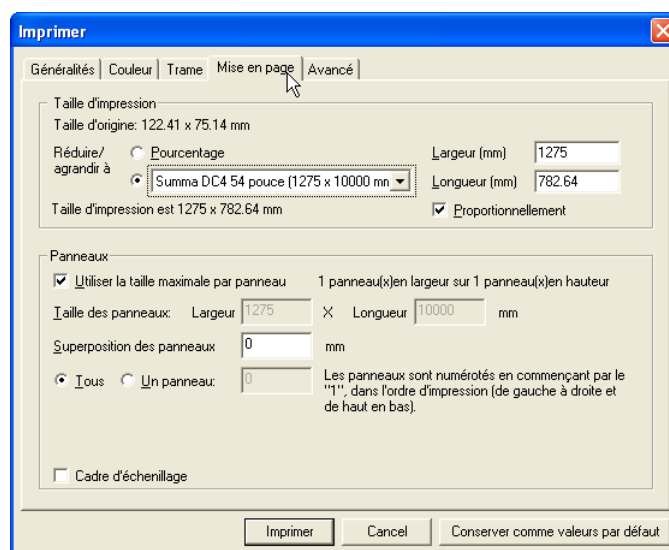 Imprimer
Généralités Couleur Trame Mise en page Avancé
Taille d'impression
Taille d'origine: 122.41 x 75.14 mm
Réduire/ agrandir à
Pourcentage
Largeur (mm) 1275
Summa DC4 54 pouce (1275 x 10000 mn
Longueur (mm) 782.64
Taille d'impression est 1275 x 782.64 mm
Proportionnellement
Panneaux
Utiliser la taille maximale par panneau 1 panneau(x)en largeur sur 1 panneau(x)en hauteur
Taille des panneaux: Largeur 1275 X Longueur 10000 mm
Superposition des panneaux 0 mm
Tous Un panneau: 0
Les panneaux sont numérotés en commençant par le
"1", dans l'ordre d'impression (de gauche à droite et
de haut en bas).
Cadre d'échenillage
Imprimer Cancel Conserver comme valeurs par défaut